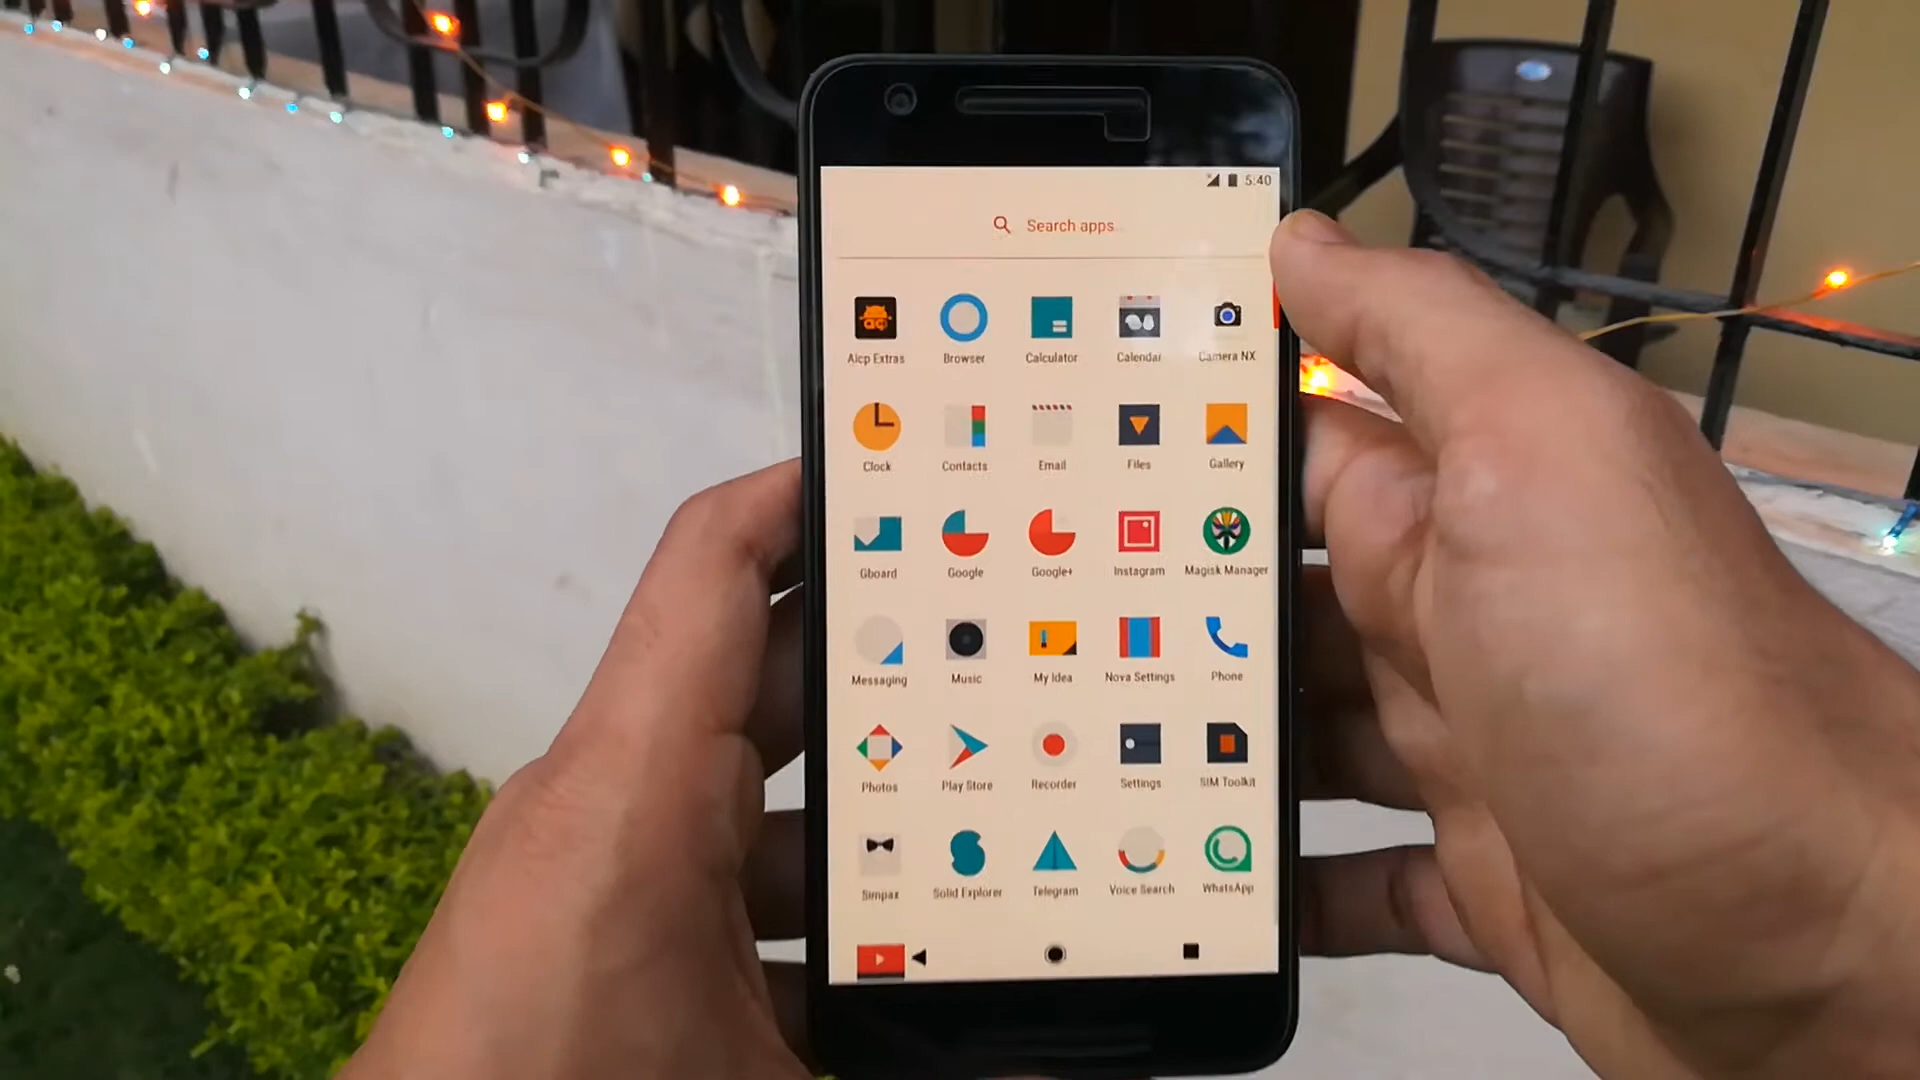 5:40
Search apps
Aicp Extras Browser Calculator Calendar Camera NX
Clock Contacts Email Files Gallery
Gboard Google Google+ Instagram Magisk Manager
Messaging Music My Idea Nova Settings Phone
Photos Play Store Recorder Settings SIM Toolkit
Simpax Solid Explorer Telegram Voice Search WhatsApp